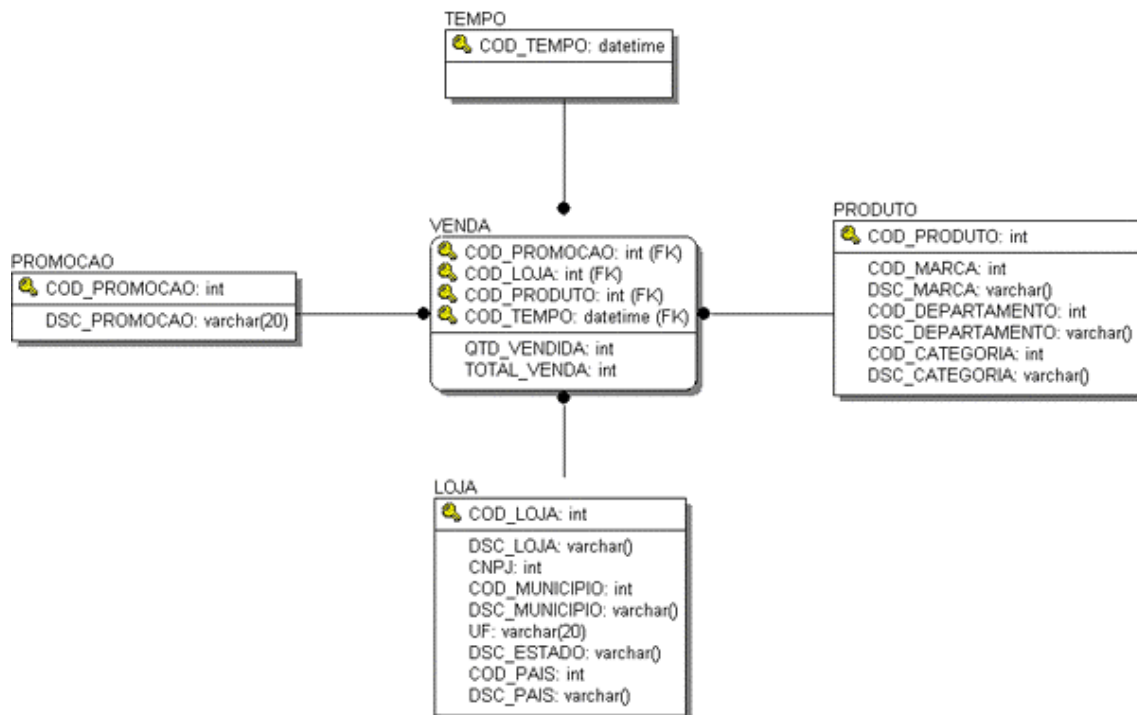 TEMPO
COD_TEMPO: datetime
VENDA
COD_PROMOCAO: int (FK)
COD_LOJA: int (FK)
COD_PRODUTO: int (FK)
COD_TEMPO: datetime (FK)
QTD_VENDIDA: int
TOTAL_VENDA: int
PROMOCAO
COD_PROMOCAO: int
DSC_PROMOCAO: varchar(20)
PRODUTO
COD_PRODUTO: int
COD_MARCA: int
DSC_MARCA: varchar()
COD_DEPARTAMENTO: int
DSC_DEPARTAMENTO: varchar()
COD_CATEGORIA: int
DSC_CATEGORIA: varchar()
LOJA
COD_LOJA: int
DSC_LOJA: varchar()
CNPJ: int
COD_MUNICIPIO: int
DSC_MUNICIPIO: varchar()
UF: varchar(20)
DSC_ESTADO: varchar()
COD_PAIS: int
DSC_PAIS: varchar()